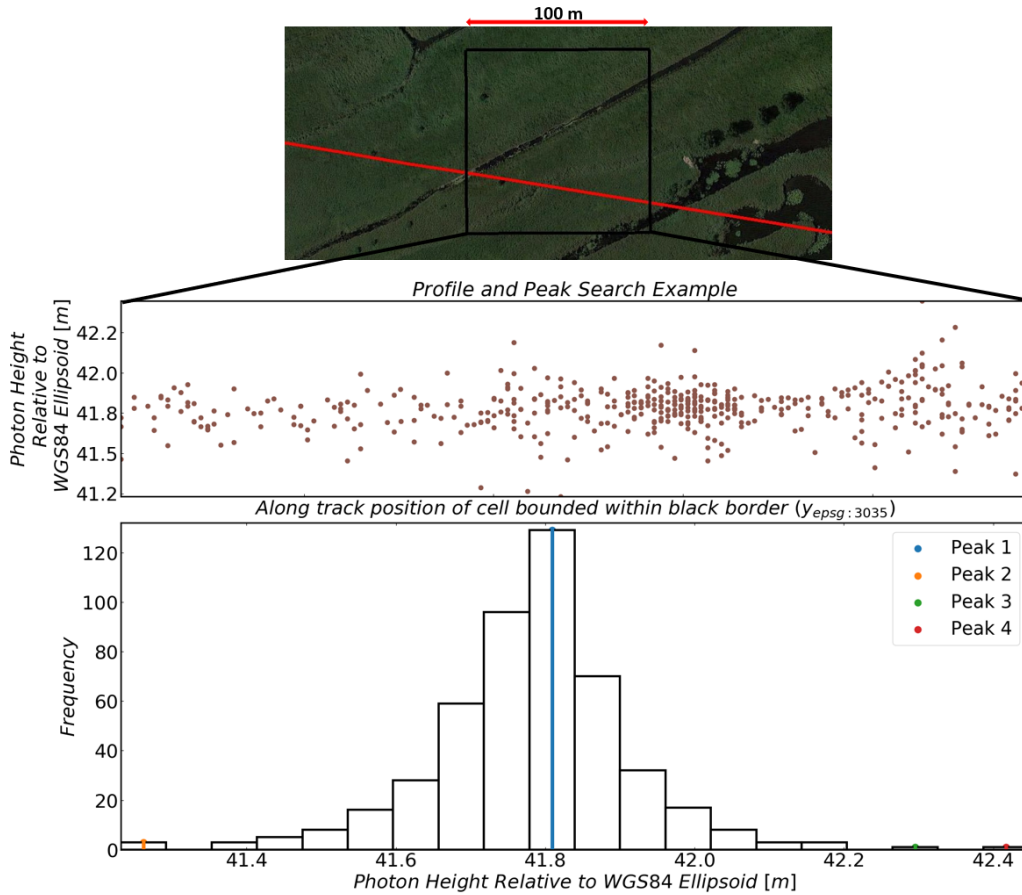 100 m
Profile and Peak Search Example
Photon Height
Relative to
WGS84 Ellipsoid [m]
42.2
42.0
41.8
41.5
41.2
Along track position of cell bounded within black border (y_epsg:3035)
Frequency
120
100
80
60
40
20
0
Peak 1
Peak 2
Peak 3
Peak 4
41.4 41.6 41.8 42.0 42.2 42.4
Photon Height Relative to WGS84 Ellipsoid [m]